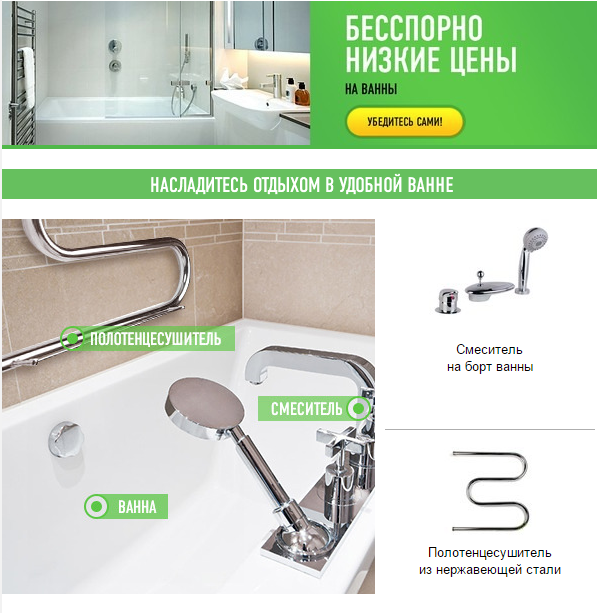 БЕССПОРНО
НИЗКИЕ ЦЕНЫ
НА ВАННЫ
УБЕДИТЕСЬ САМИ!
НАСЛАДИТЕСЬ ОТДЫХОМ В УДОБНОЙ ВАННЕ
ПОЛОТЕНЦЕСУШИТЕЛЬ
СМЕСИТЕЛЬ
ВАННА
Смеситель
на борт ванны
Полотенцесушитель
из нержавеющей стали